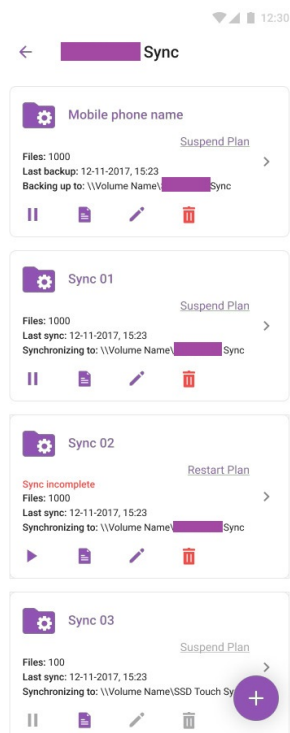 12:30
Sync
Mobile phone name
Suspend Plan
Files: 1000
Last backup: 12-11-2017, 15:23
Backing up to: \\Volume Name\ Sync
Sync 01
Suspend Plan
Files: 1000
Last sync: 12-11-2017, 15:23
Synchronizing to: \\Volume Name\ Sync
Sync 02
Restart Plan
Sync incomplete
Files: 1000
Last sync: 12-11-2017, 15:23
Synchronizing to: \\Volume Name\ Sync
Sync 03
Suspend Plan
Files: 100
Last sync: 12-11-2017, 15:23
Synchronizing to: \\Volume Name\SSD Touch Sy